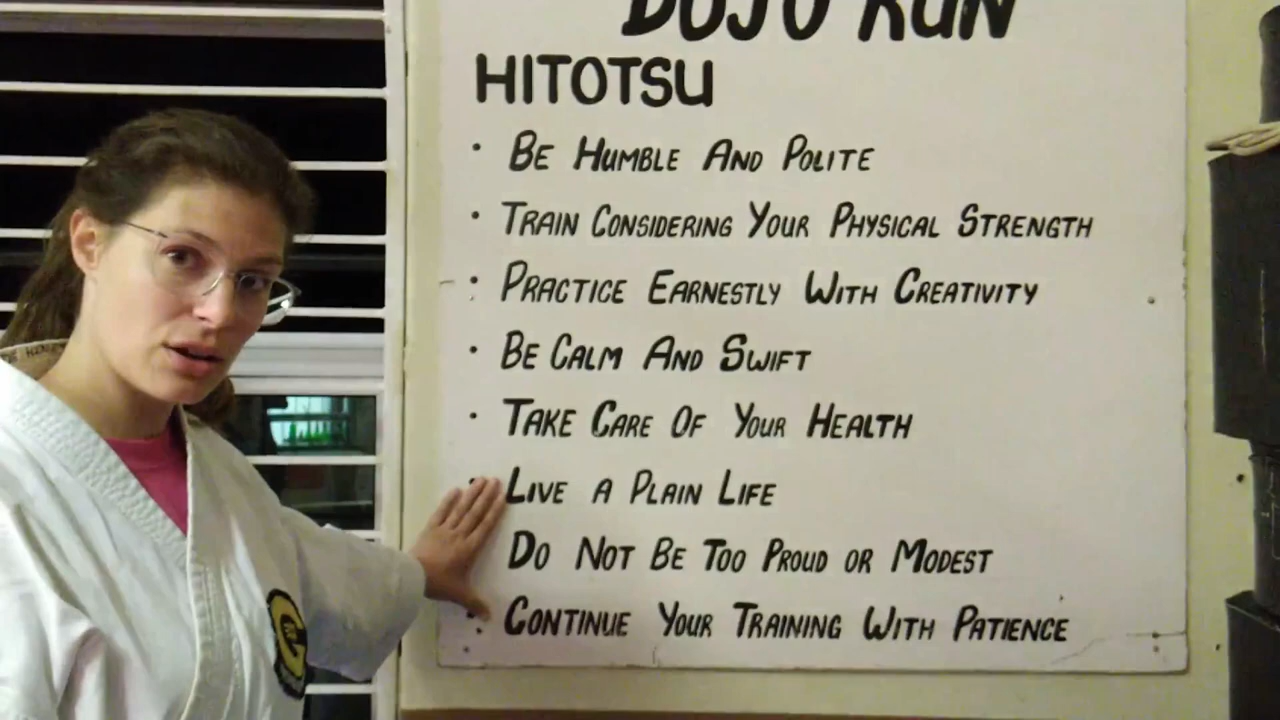 DOJO KUN
HITOTSU
• BE HUMBLE AND POLITE
• TRAIN CONSIDERING YOUR PHYSICAL STRENGTH
• PRACTICE EARNESTLY WITH CREATIVITY
• BE CALM AND SWIFT
• TAKE CARE OF YOUR HEALTH
• LIVE A PLAIN LIFE
DO NOT BE TOO PROUD OR MODEST
• CONTINUE YOUR TRAINING WITH PATIENCE